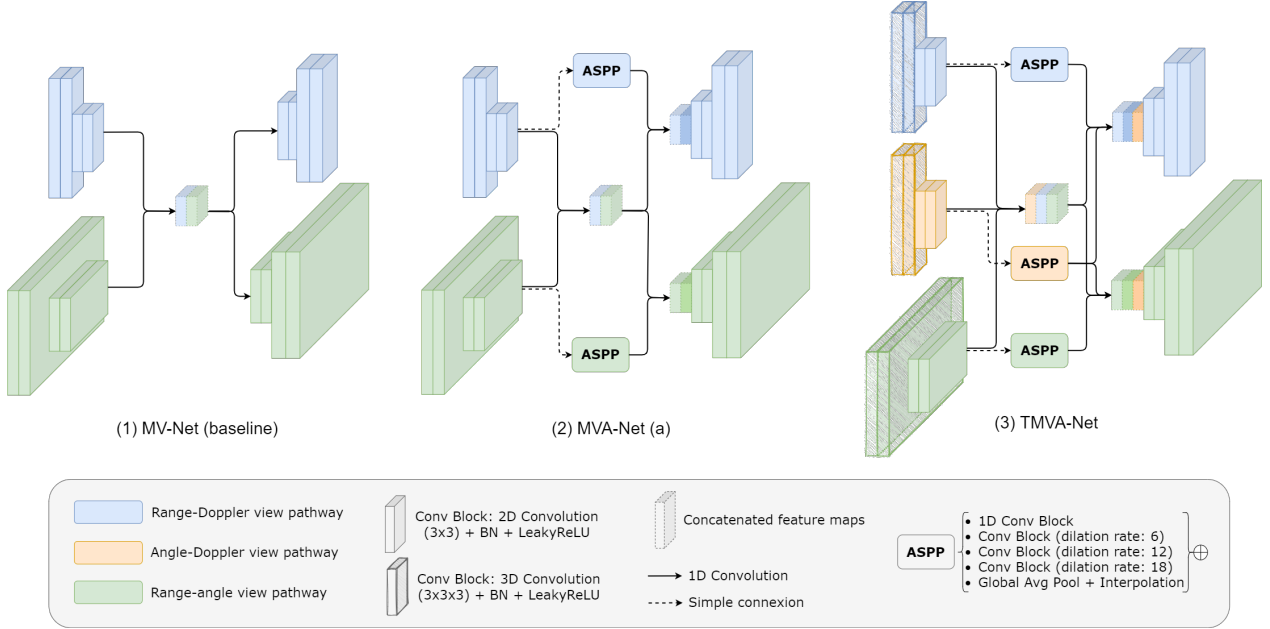 ASPP
ASPP
ASPP
ASPP
ASPP
(1) MV-Net (baseline)
(2) MVA-Net (a)
(3) TMVA-Net
Range-Doppler view pathway
Angle-Doppler view pathway
Range-angle view pathway
Conv Block: 2D Convolution
(3x3) + BN + LeakyReLU
Conv Block: 3D Convolution
(3x3x3) + BN + LeakyReLU
Concatenated feature maps
1D Convolution
Simple connexion
ASPP
• 1D Conv Block
• Conv Block (dilation rate: 6)
• Conv Block (dilation rate: 12)
• Conv Block (dilation rate: 18)
• Global Avg Pool + Interpolation